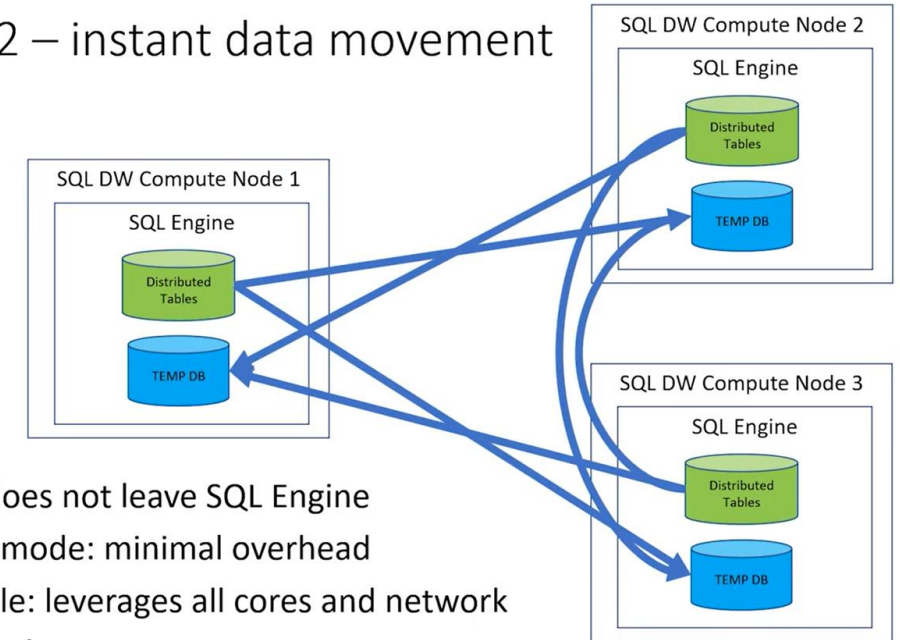 2 – instant data movement
SQL DW Compute Node 2
SQL Engine
Distributed
Tables
TEMP DB
SQL DW Compute Node 1
SQL Engine
Distributed
Tables
TEMP DB
SQL DW Compute Node 3
SQL Engine
Distributed
Tables
TEMP DB
oes not leave SQL Engine
mode: minimal overhead
le: leverages all cores and network